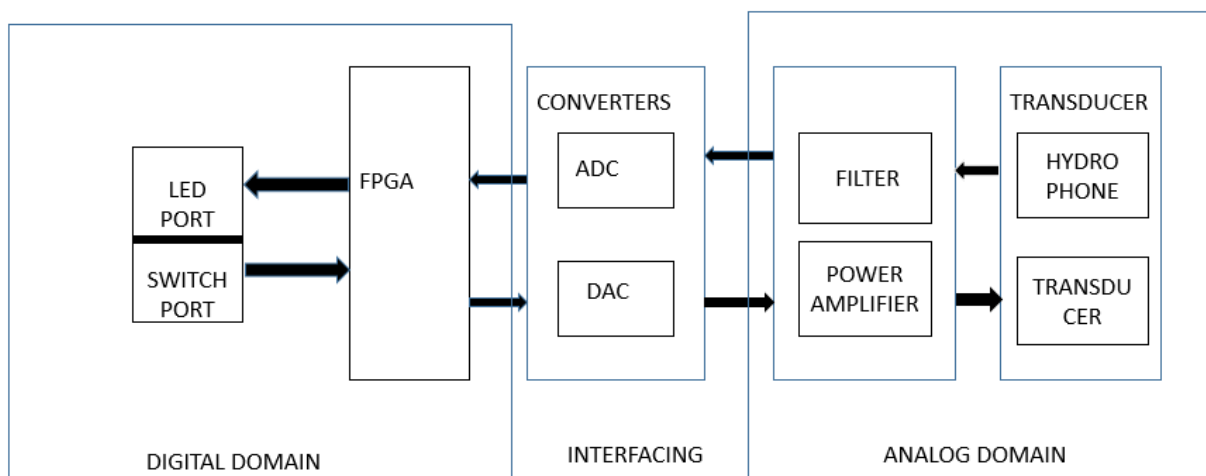 LED
PORT
SWITCH
PORT
FPGA
CONVERTERS
ADC
DAC
FILTER
POWER
AMPLIFIER
TRANSDUCER
HYDRO
PHONE
TRANSDU
CER
DIGITAL DOMAIN
INTERFACING
ANALOG DOMAIN